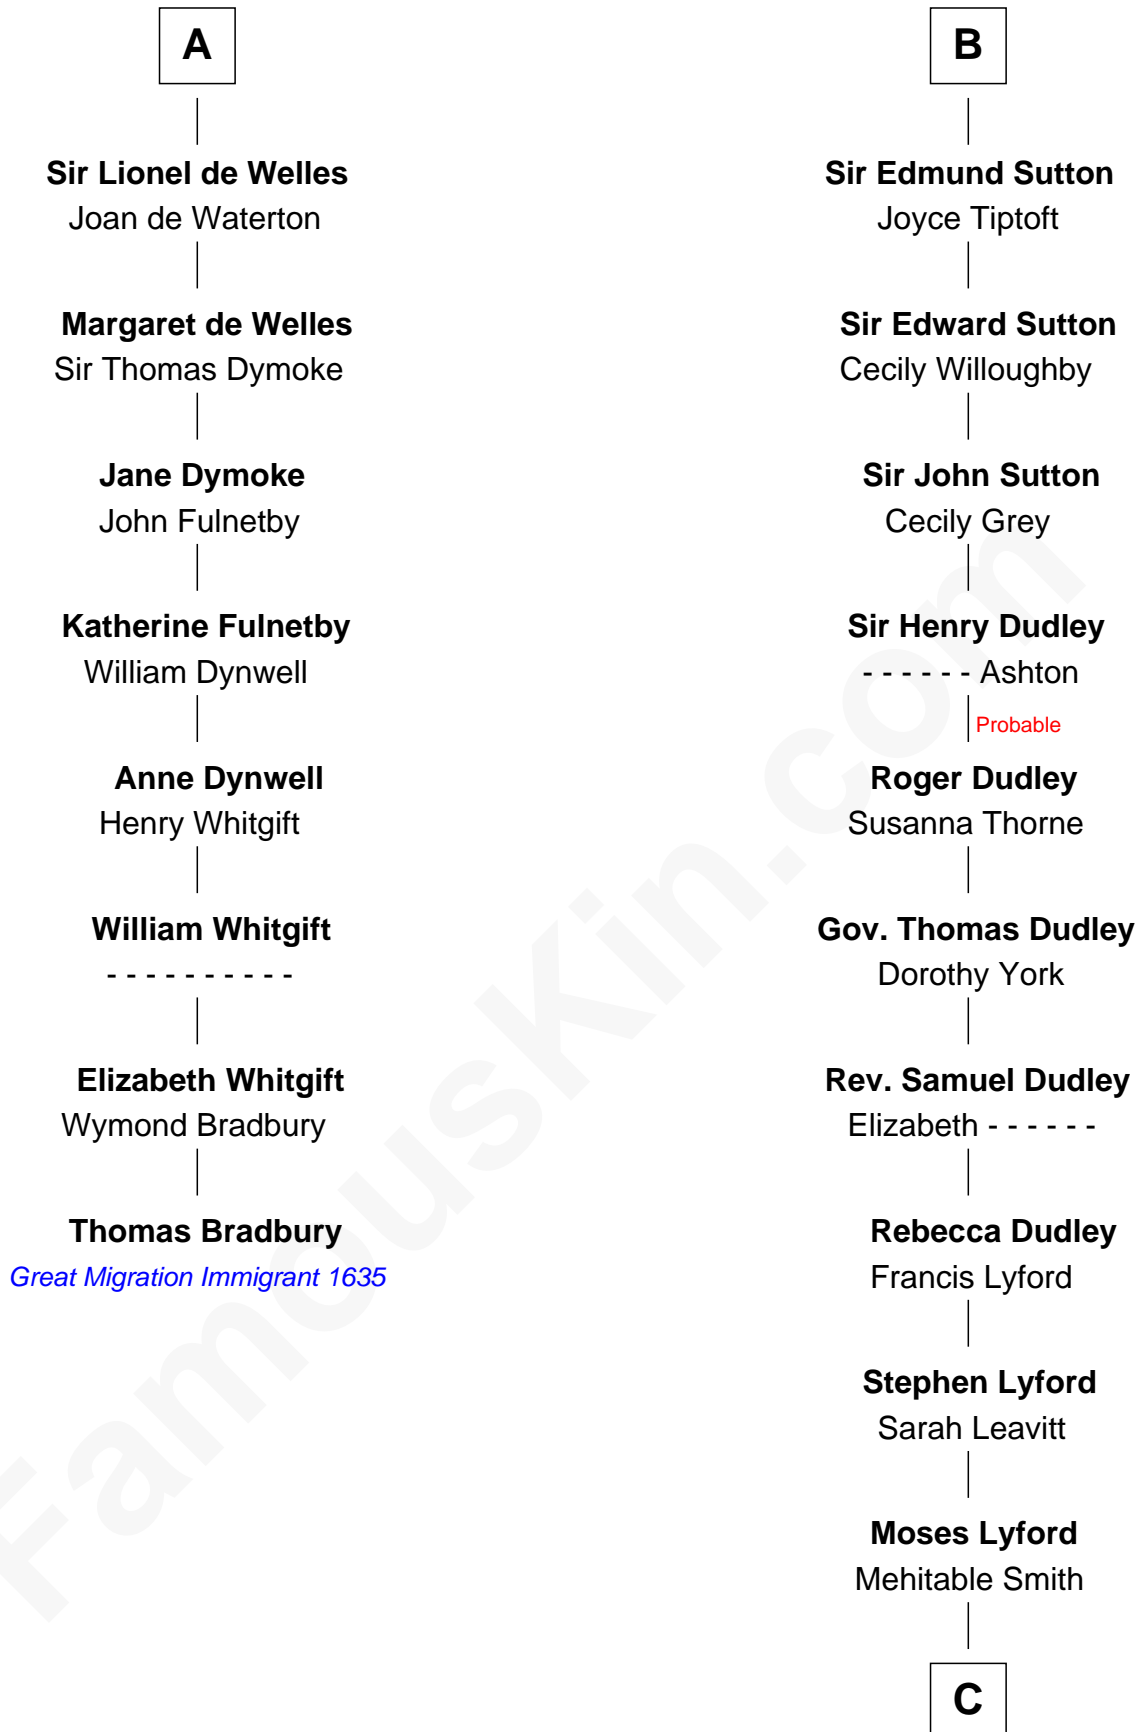 A
Sir Lionel de Welles
Joan de Waterton
Margaret de Welles
Sir Thomas Dymoke
Jane Dymoke
John Fulnetby
Katherine Fulnetby
William Dynwell
Anne Dynwell
Henry Whitgift
William Whitgift
- - - - - - - - - -
Elizabeth Whitgift
Wymond Bradbury
Thomas Bradbury
Great Migration Immigrant 1635
B
Sir Edmund Sutton
Joyce Tiptoft
Sir Edward Sutton
Cecily Willoughby
Sir John Sutton
Cecily Grey
Sir Henry Dudley
- - - - - - Ashton
Probable
Roger Dudley
Susanna Thorne
Gov. Thomas Dudley
Dorothy York
Rev. Samuel Dudley
Elizabeth - - - - - -
Rebecca Dudley
Francis Lyford
Stephen Lyford
Sarah Leavitt
Moses Lyford
Mehitable Smith
C
FamousKin.com